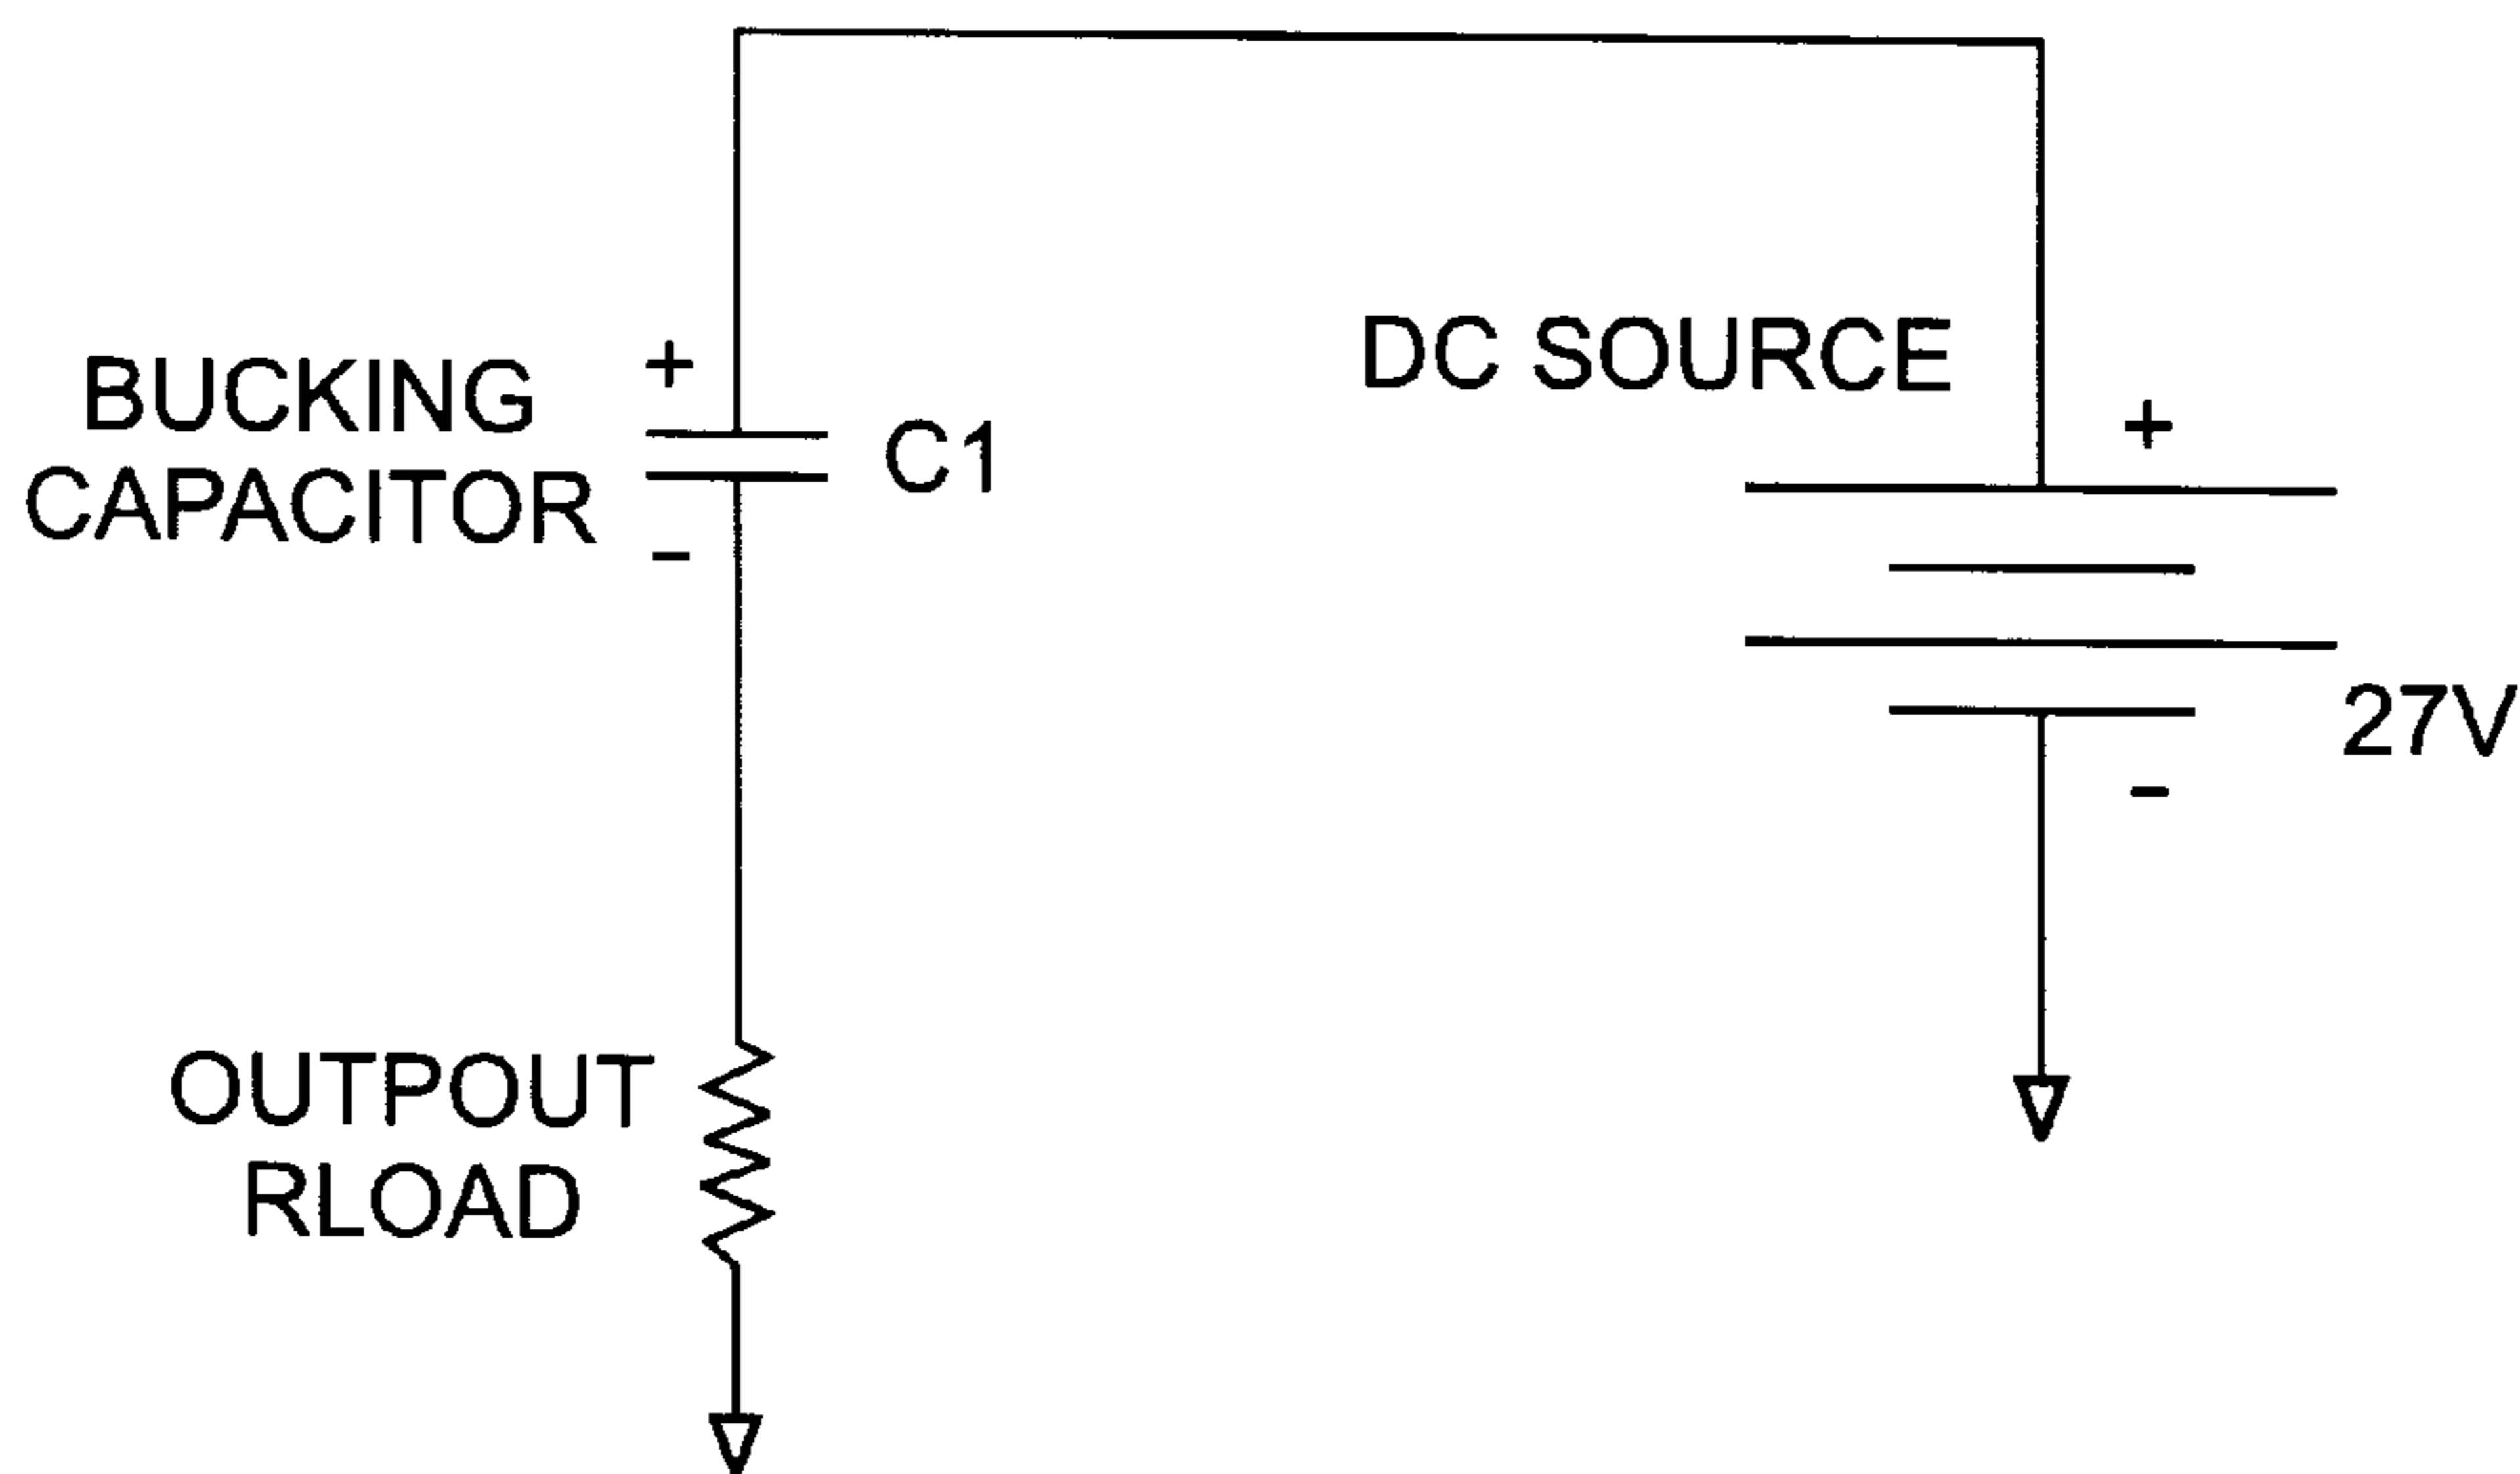 BUCKING
CAPACITOR
+
-
C1
DC SOURCE
+
-
27V
OUTPOUT
RLOAD